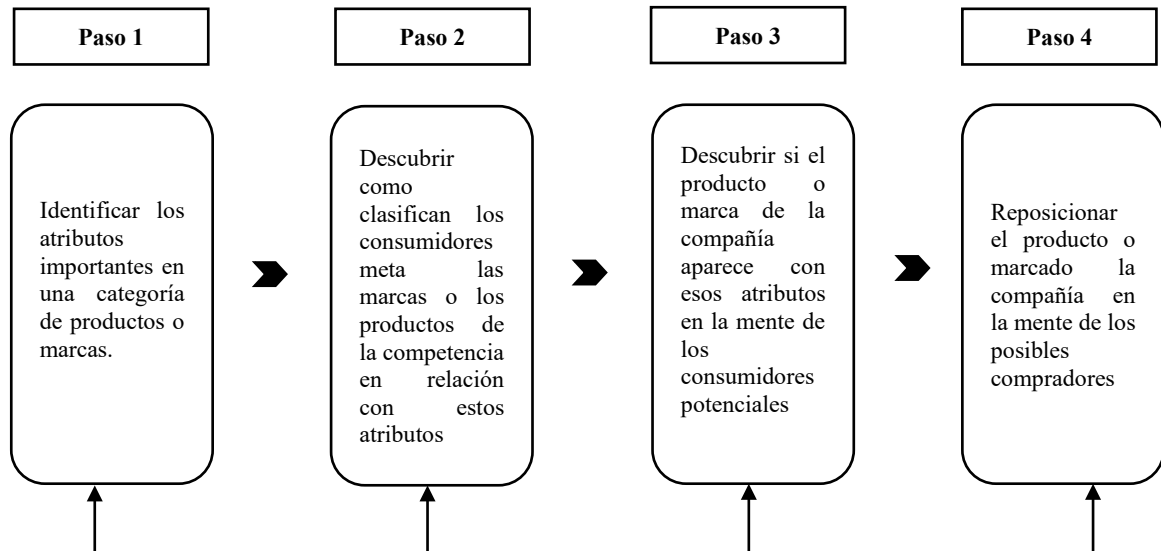 Paso 1
Paso 2
Paso 3
Paso 4
Identificar los
atributos
importantes en
una categoría
de productos o
marcas.
Descubrir
como
clasifican los
consumidores
meta las
marcas o los
productos de
la competencia
en relación
con estos
atributos
Descubrir si el
producto o
marca de la
compañía
aparece con
esos atributos
en la mente de
los
consumidores
potenciales
Reposicionar
el producto o
marcado la
compañía en
la mente de los
posibles
compradores